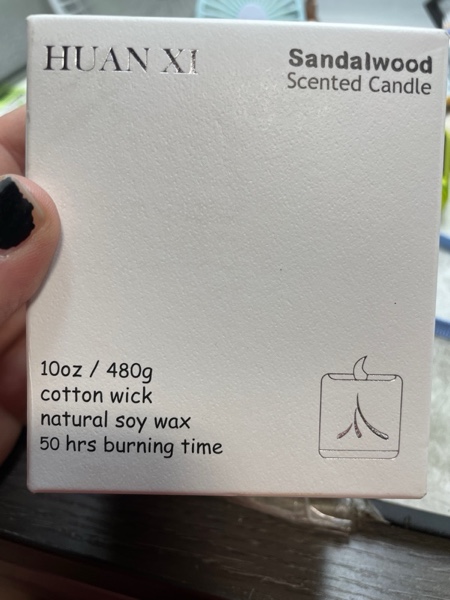 HUAN XI
Sandalwood
Scented Candle
10oz / 480g
cotton wick
natural soy wax
50 hrs burning time